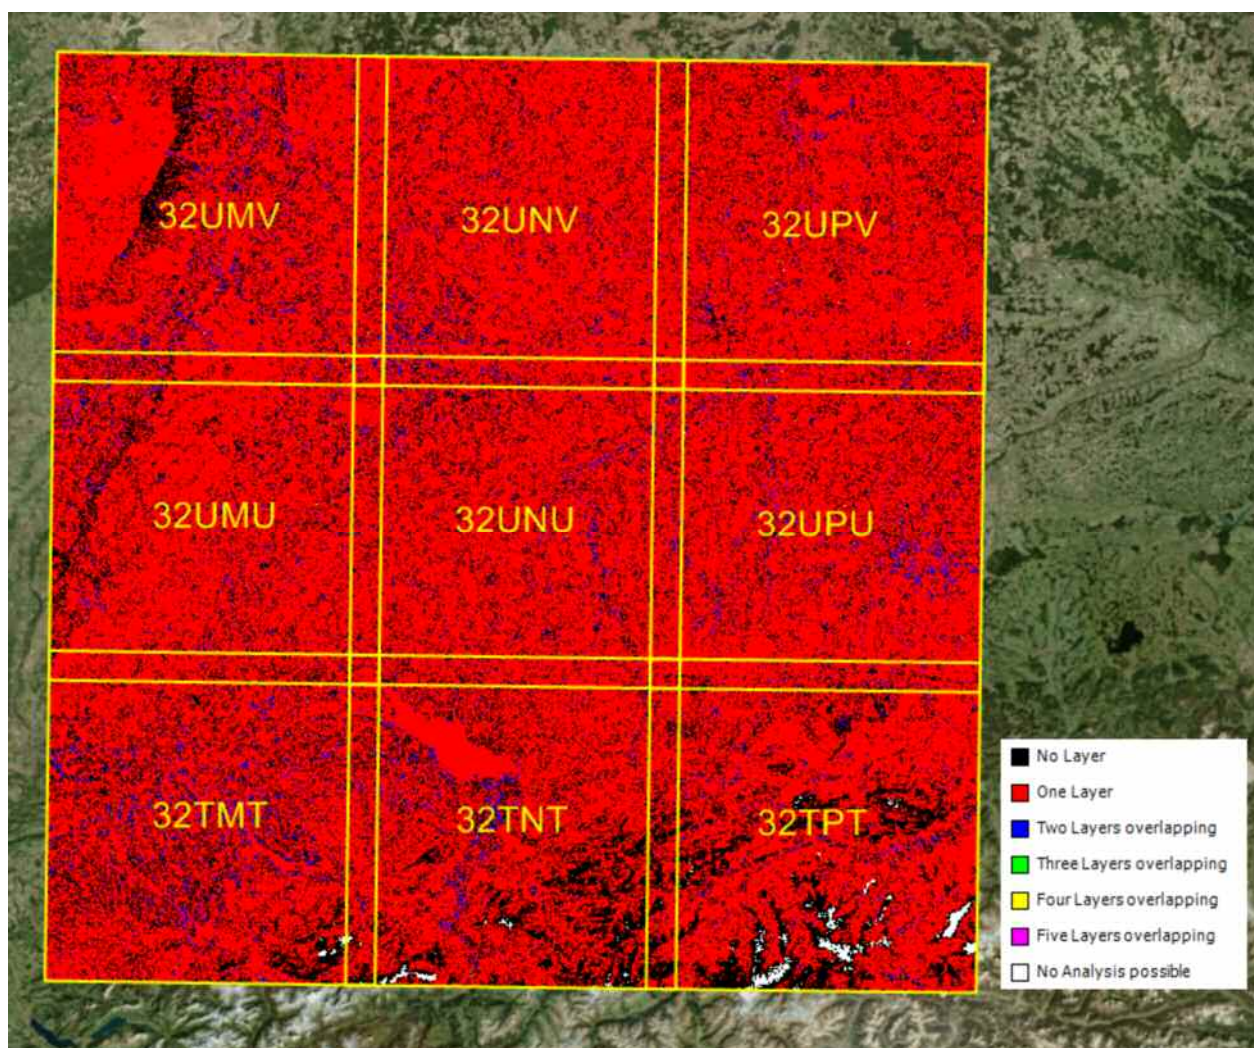 32UMV
32UNV
32UPV
32UMU
32UNU
32UPU
32TMT
32TNT
32TPT
No Layer
One Layer
Two Layers overlapping
Three Layers overlapping
Four Layers overlapping
Five Layers overlapping
No Analysis possible